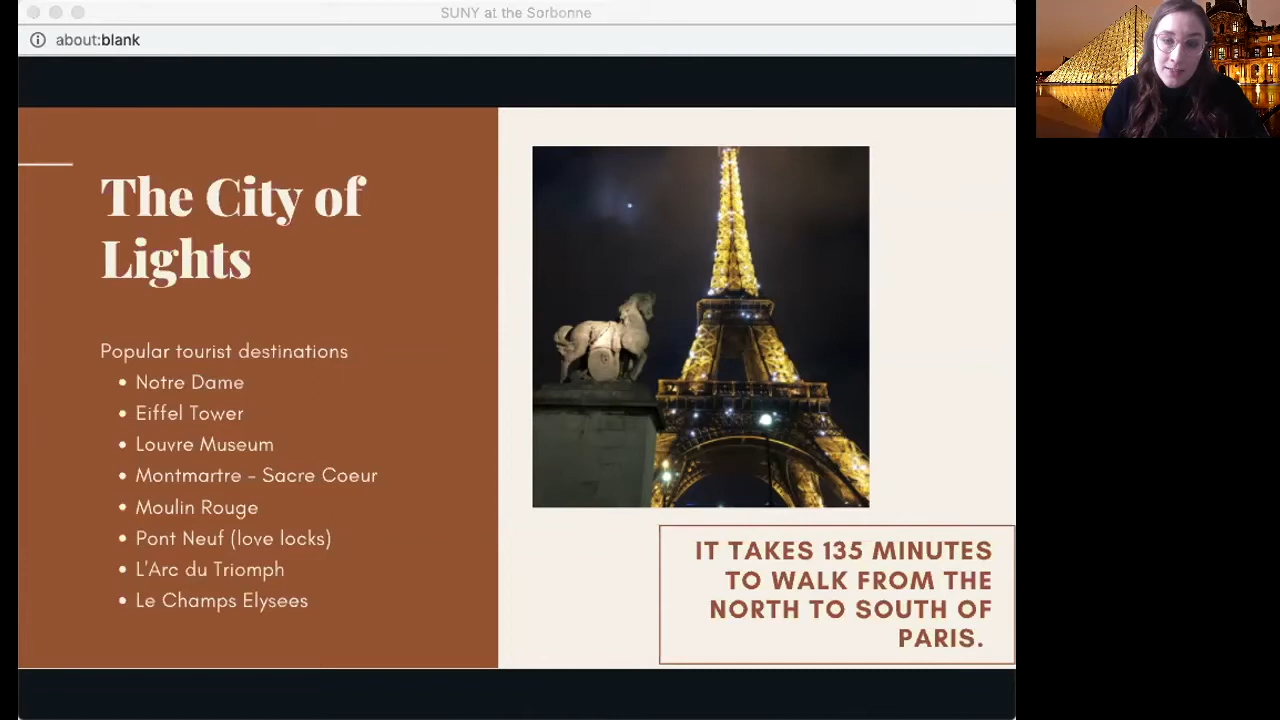 SUNY at the Sorbonne
about:blank
The City of
Lights
Popular tourist destinations
• Notre Dame
• Eiffel Tower
• Louvre Museum
• Montmartre - Sacre Coeur
• Moulin Rouge
• Pont Neuf (love locks)
• L'Arc du Triomph
• Le Champs Elysees
IT TAKES 135 MINUTES
TO WALK FROM THE
NORTH TO SOUTH OF
PARIS.